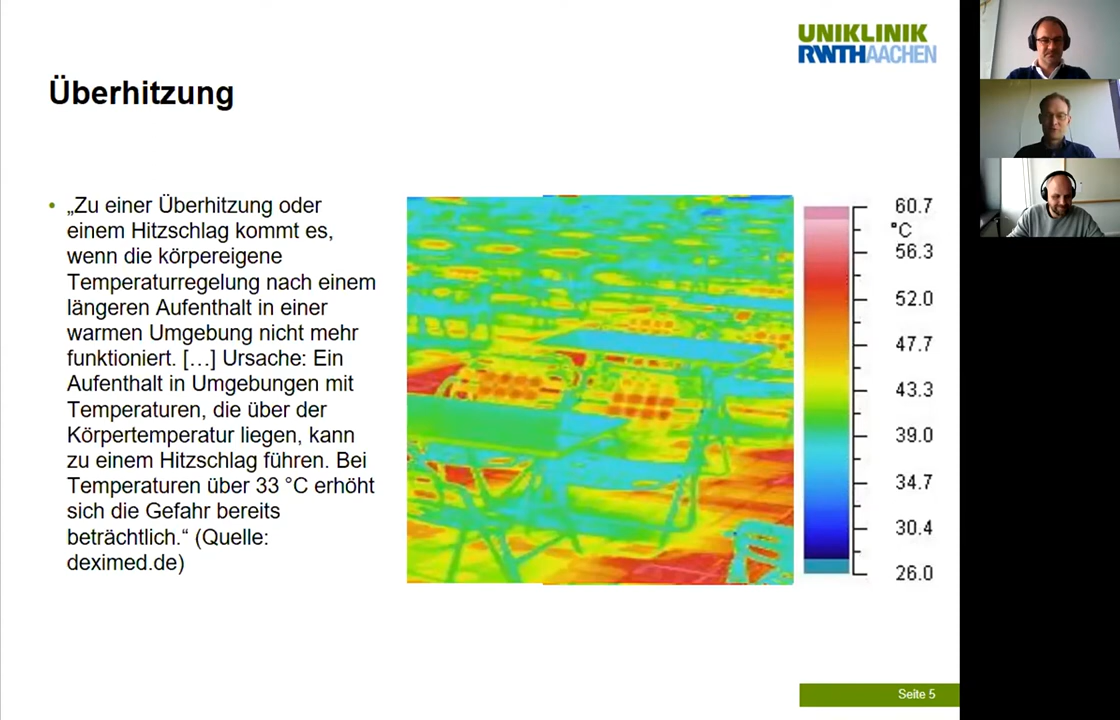 UNIKLINIK
RWTHAACHEN
Überhitzung
• „Zu einer Überhitzung oder
einem Hitzschlag kommt es,
wenn die körpereigene
Temperaturregelung nach einem
längeren Aufenthalt in einer
warmen Umgebung nicht mehr
funktioniert. […] Ursache: Ein
Aufenthalt in Umgebungen mit
Temperaturen, die über der
Körpertemperatur liegen, kann
zu einem Hitzschlag führen. Bei
Temperaturen über 33 °C erhöht
sich die Gefahr bereits
beträchtlich.“ (Quelle:
deximed.de)
60.7
°C
56.3
52.0
47.7
43.3
39.0
34.7
30.4
26.0
Seite 5